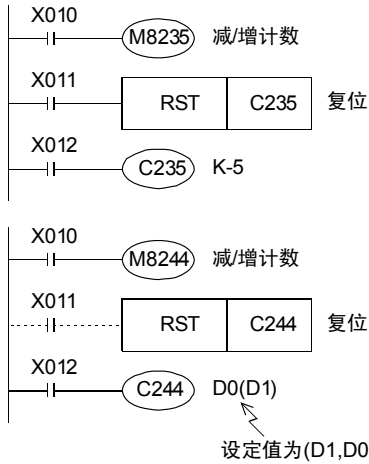 X010
M8235 减/增计数
X011
RST C235 复位
X012
C235 K-5
X010
M8244 减/增计数
X011
RST C244 复位
X012
C244 D0(D1)
设定值为(D1,D0